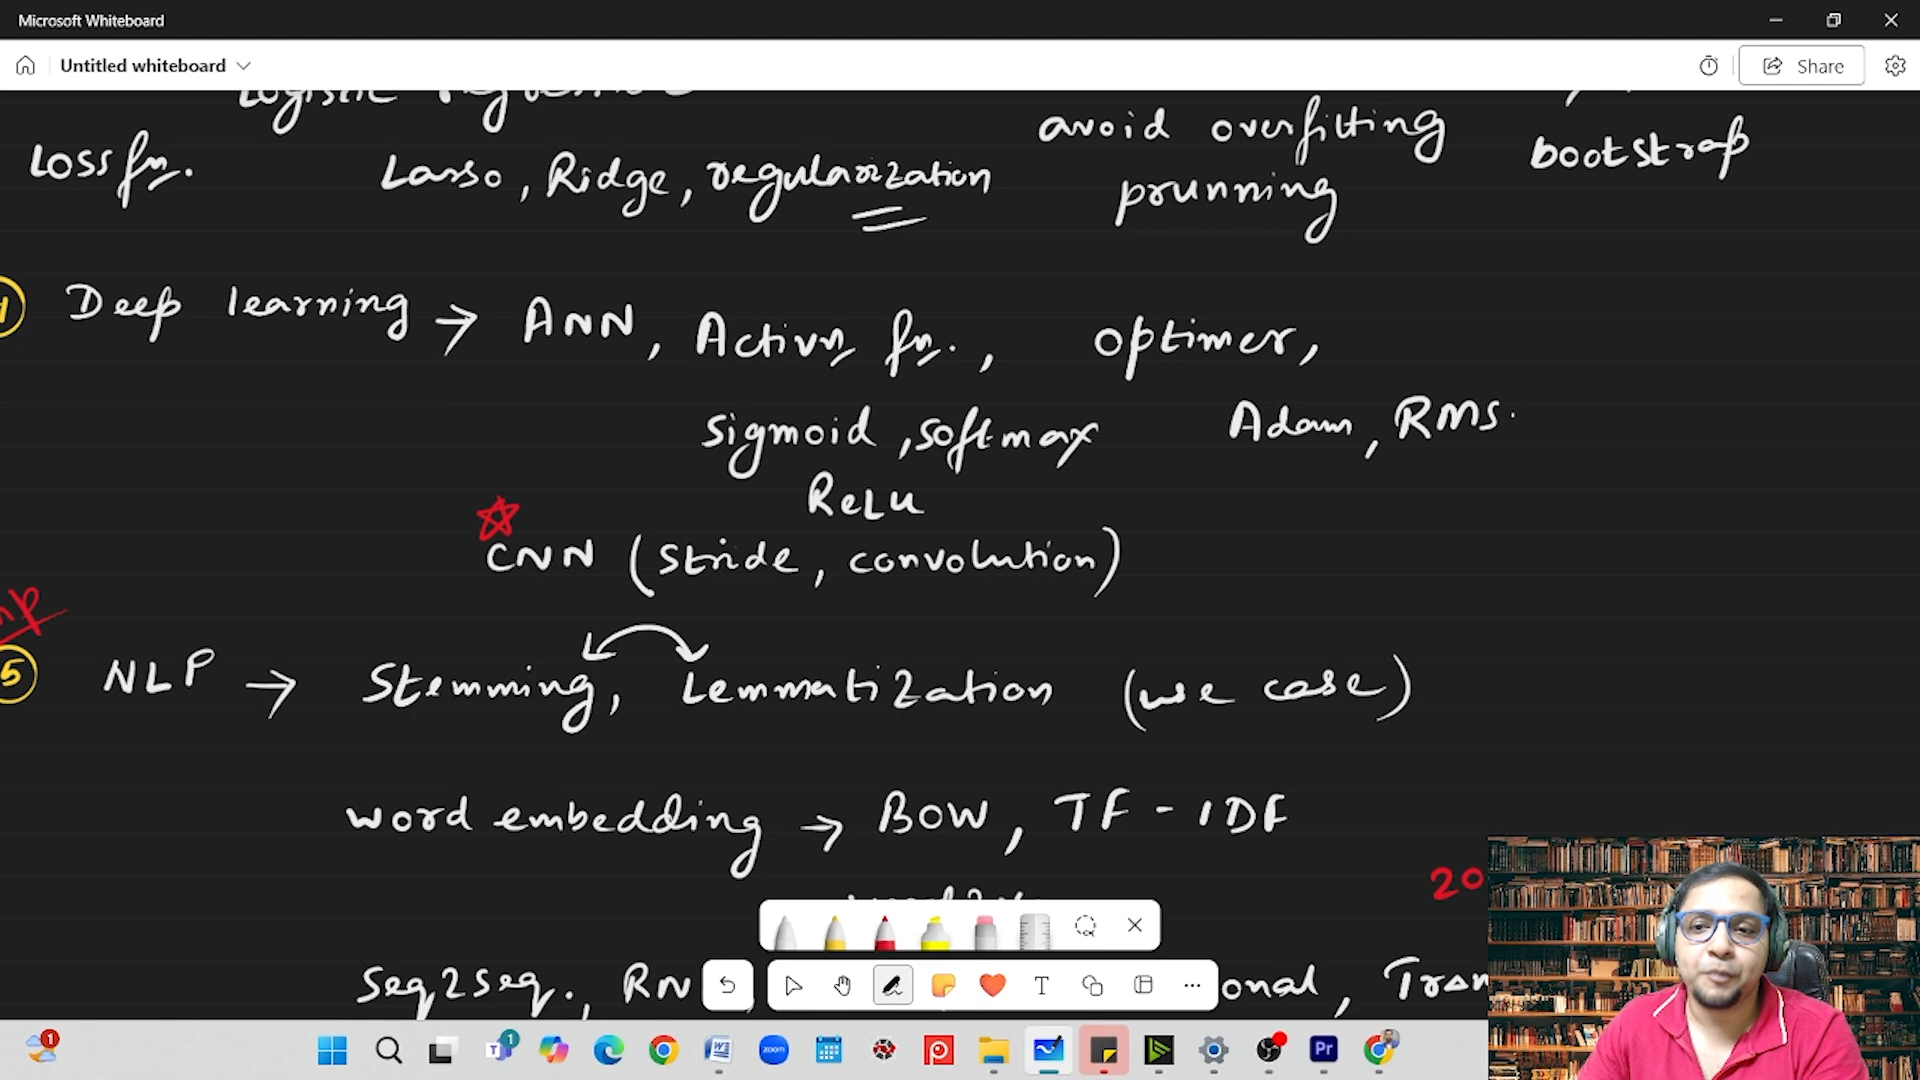 Microsoft Whiteboard
Untitled whiteboard
Share
Logistic
Loss fn.
Lasso, Ridge, regularization
avoid overfitting
prunning
bootstrap
Deep learning → ANN, Activn fn., optimer,
sigmoid, softmax
ReLu
Adam, RMS.
CNN (stride, convolution)
5 NLP → Stemming, Lemmatization (use case)
word embedding → BOW, TF-IDF
20
Seq2seq., RN
onal, Tran